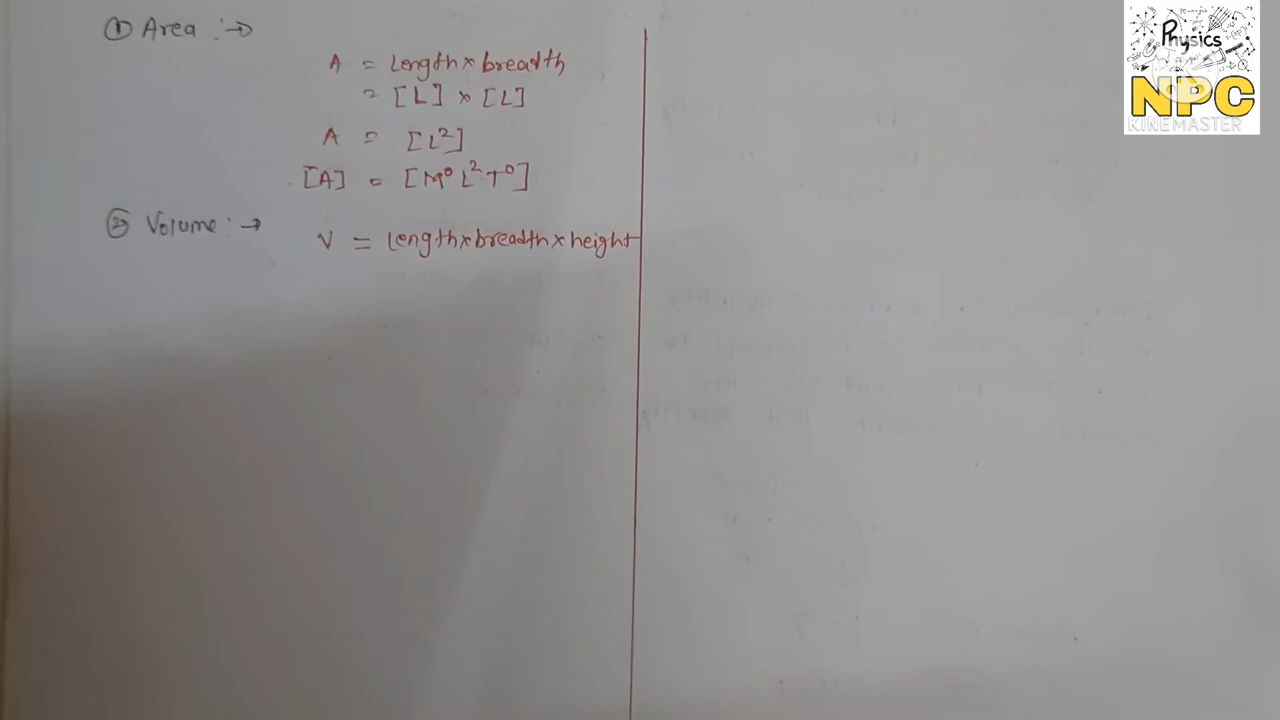 ① Area :→
A = Length × breadth
= [L] × [L]
A = [L²]
[A] = [M⁰ L² T⁰]
② Volume :→
V = Length × breadth × height
Physics
NPC
KINEMASTER